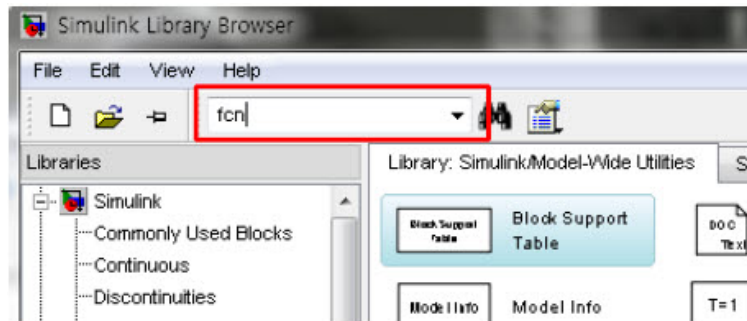 Simulink Library Browser
File Edit View Help
fcn
Libraries
Library: Simulink/Model-Wide Utilities
S
Simulink
Commonly Used Blocks
Continuous
Discontinuities
Block Support
Table
Block Support
Table
DOC
Text
Model Info
Model Info
T=1